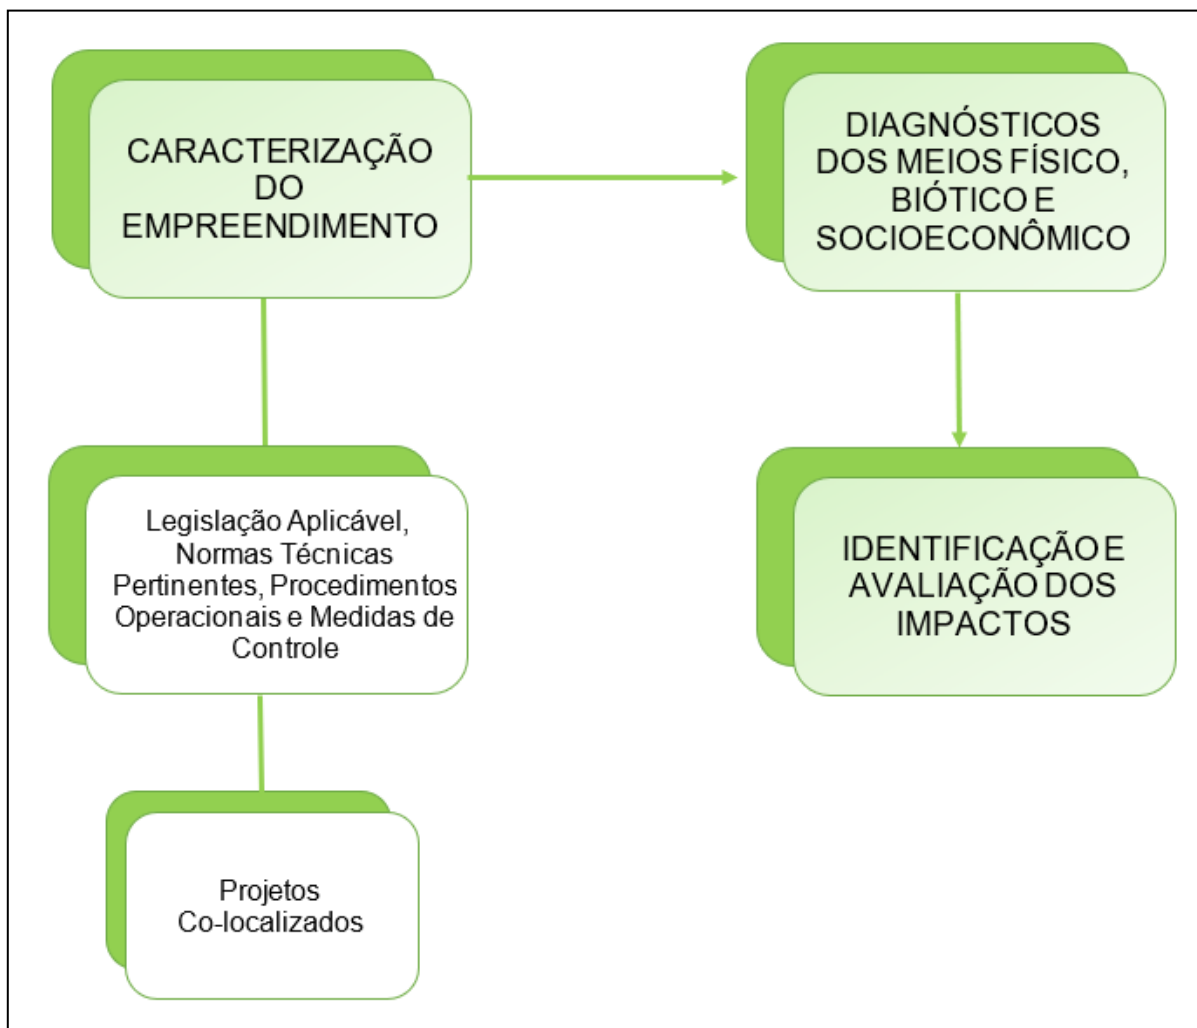 CARACTERIZAÇÃO
DO
EMPREENDIMENTO
DIAGNÓSTICOS
DOS MEIOS FÍSICO,
BIÓTICO E
SOCIOECONÔMICO
Legislação Aplicável,
Normas Técnicas
Pertinentes, Procedimentos
Operacionais e Medidas de
Controle
IDENTIFICAÇÃO E
AVALIAÇÃO DOS
IMPACTOS
Projetos
Co-localizados